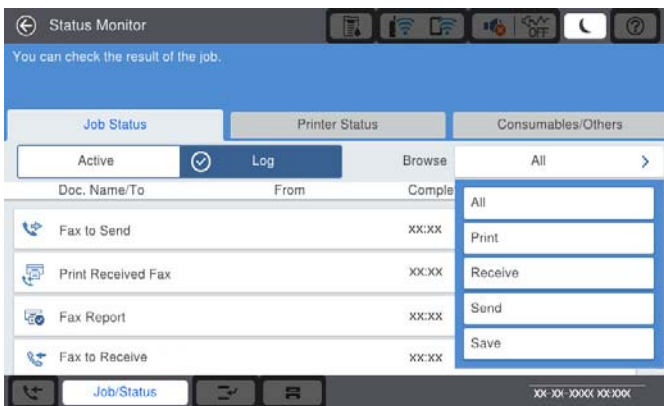 Status Monitor
OFF
You can check the result of the job.
Job Status Printer Status Consumables/Others
Active Log Browse All
Doc. Name/To From Comple
All
Fax to Send XX:XX
Print
Print Received Fax XX:XX
Receive
Fax Report XX:XX
Send
Save
Fax to Receive XX:XX
Job/Status XX-XX-XXXX XX:XXXX